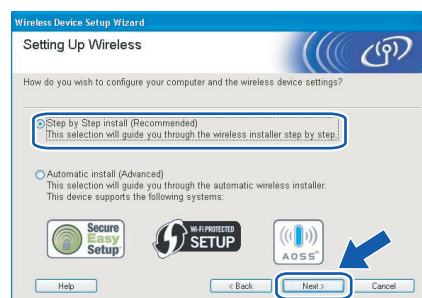 Wireless Device Setup Wizard
Setting Up Wireless
How do you wish to configure your computer and the wireless device settings?
Step by Step install (Recommended)
This selection will guide you through the wireless installer step by step.
Automatic install (Advanced)
This selection will guide you through the automatic wireless installer.
This device supports the following systems:
Secure
Easy
Setup
WI-FI PROTECTED
SETUP
AOSS™
Help
< Back
Next >
Cancel